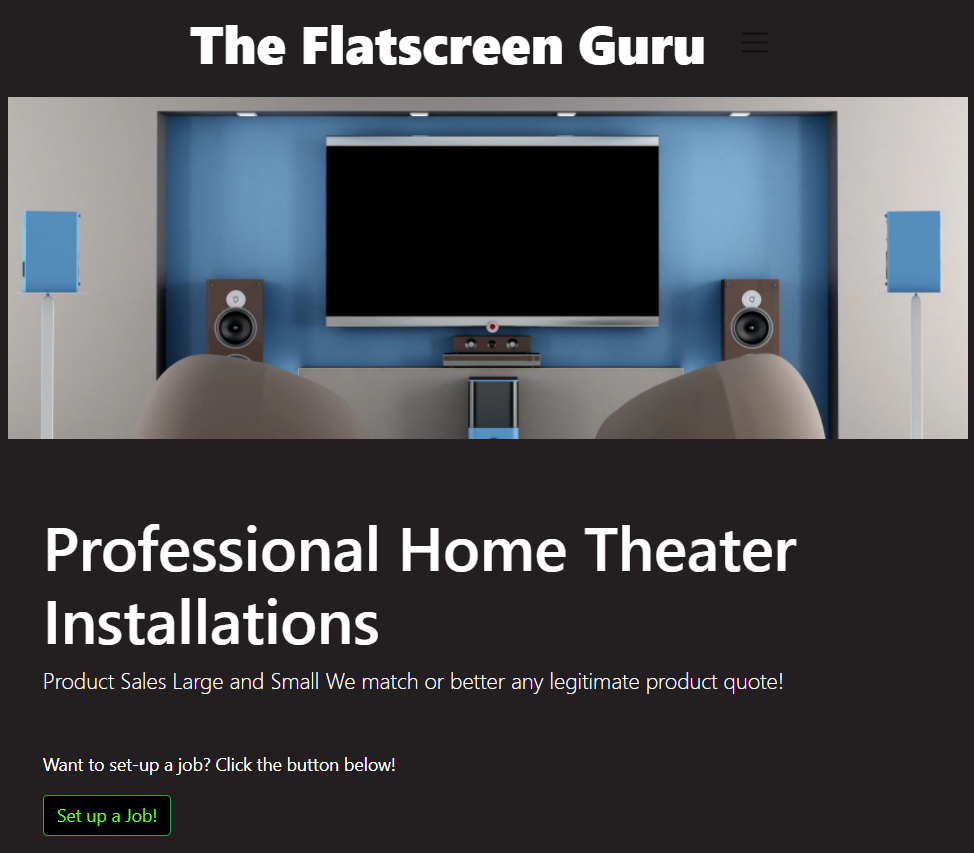 The Flatscreen Guru
Professional Home Theater
Installations
Product Sales Large and Small We match or better any legitimate product quote!
Want to set-up a job? Click the button below!
Set up a Job!